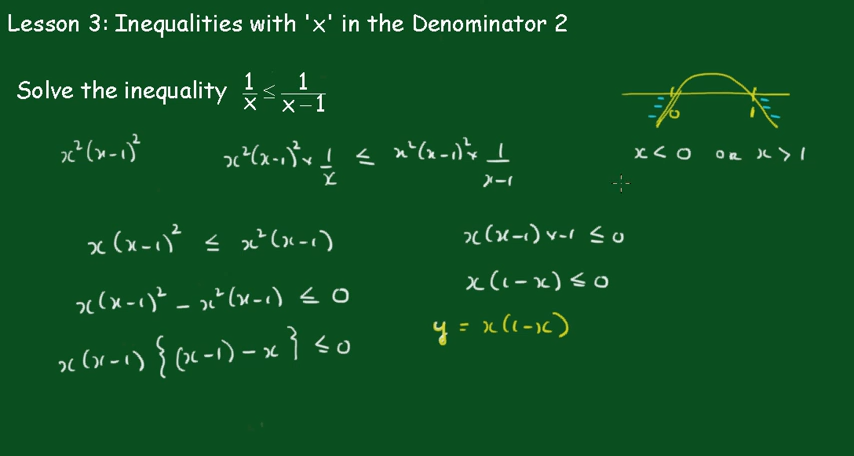 Lesson 3: Inequalities with 'x' in the Denominator 2
Solve the inequality 1/x ≤ 1/(x−1)
0 1
x²(x−1)²
x²(x−1)² × 1/x ≤ x²(x−1)² × 1/(x−1)
x < 0 or x > 1
x(x−1)² ≤ x²(x−1)
x(x−1)² − x²(x−1) ≤ 0
x(x−1){(x−1)−x} ≤ 0
x(x−1)×−1 ≤ 0
x(1−x) ≤ 0
y = x(1−x)